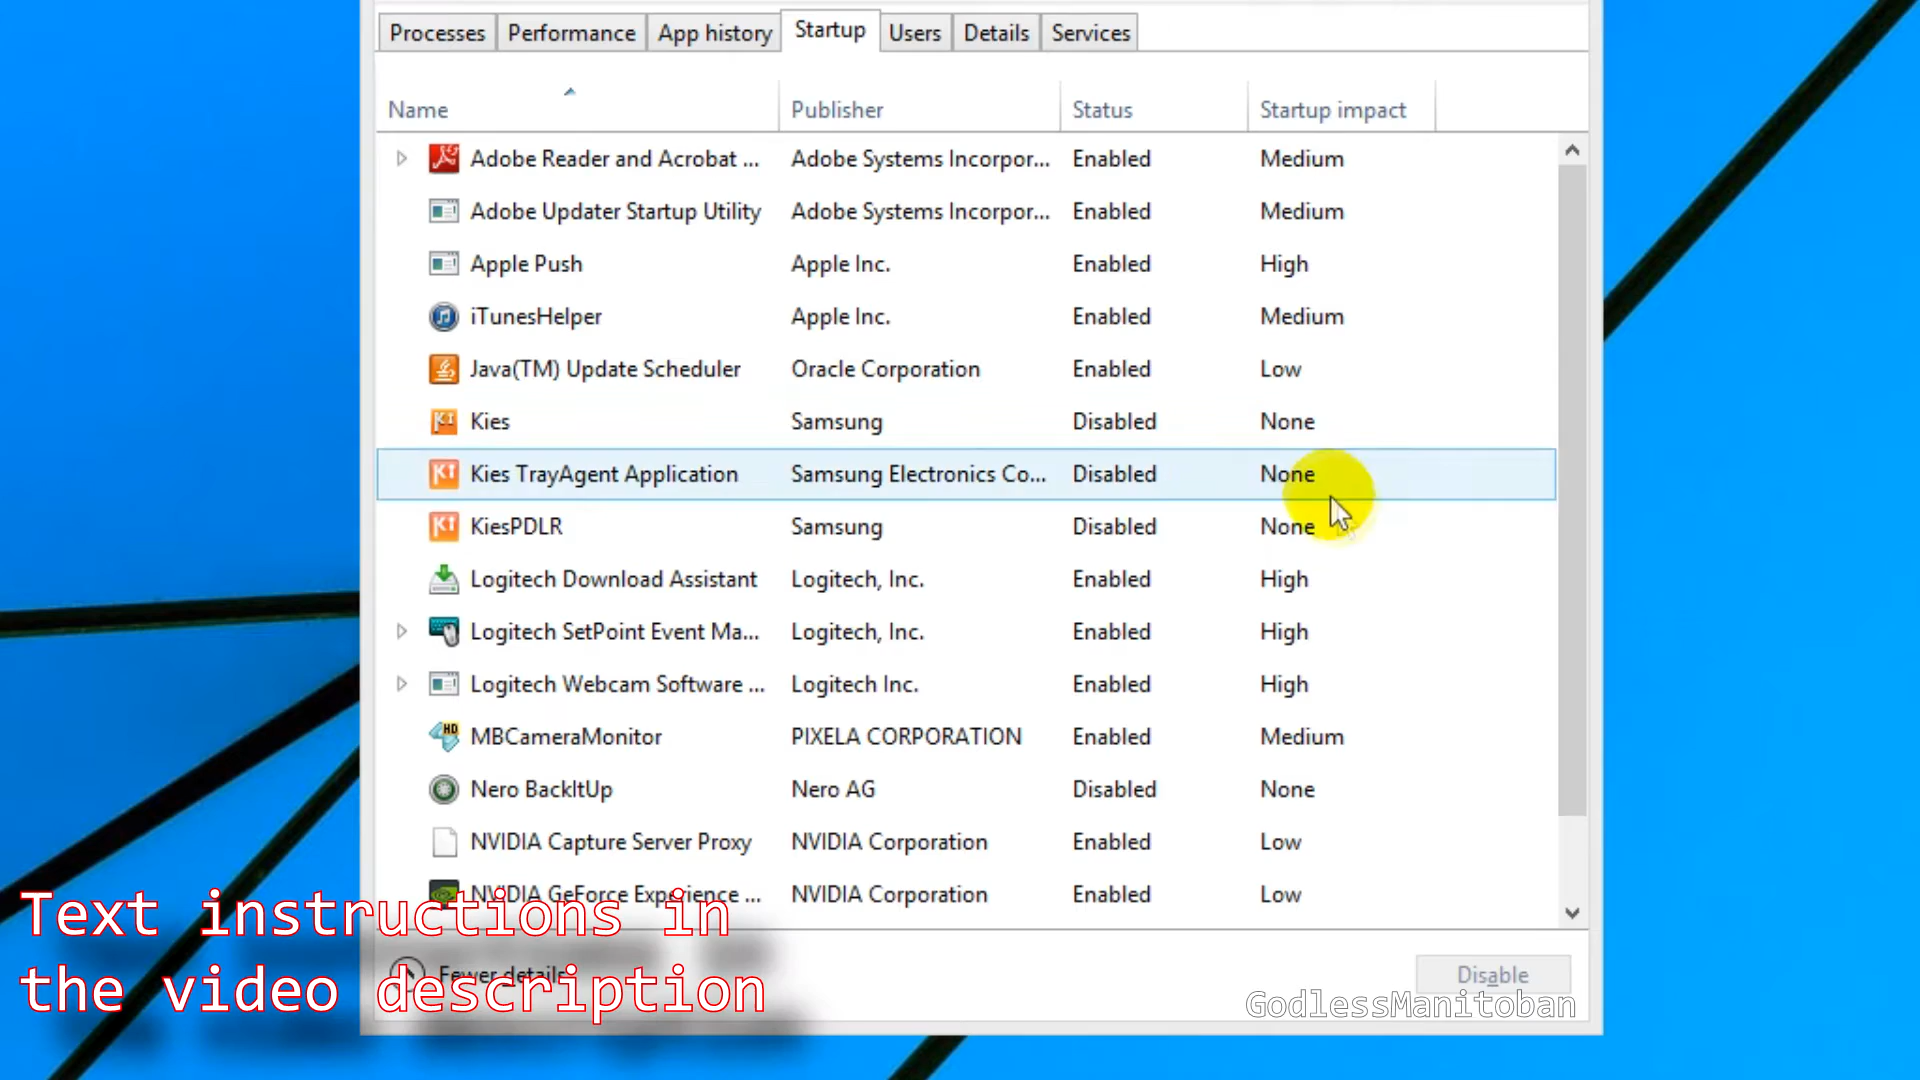 Processes Performance App history Startup Users Details Services
Name Publisher Status Startup impact
Adobe Reader and Acrobat ... Adobe Systems Incorpor... Enabled Medium
Adobe Updater Startup Utility Adobe Systems Incorpor... Enabled Medium
Apple Push Apple Inc. Enabled High
iTunesHelper Apple Inc. Enabled Medium
Java(TM) Update Scheduler Oracle Corporation Enabled Low
Kies Samsung Disabled None
Kies TrayAgent Application Samsung Electronics Co... Disabled None
KiesPDLR Samsung Disabled None
Logitech Download Assistant Logitech, Inc. Enabled High
Logitech SetPoint Event Ma... Logitech, Inc. Enabled High
Logitech Webcam Software ... Logitech Inc. Enabled High
MBCameraMonitor PIXELA CORPORATION Enabled Medium
Nero BackItUp Nero AG Disabled None
NVIDIA Capture Server Proxy NVIDIA Corporation Enabled Low
NVIDIA GeForce Experience ... NVIDIA Corporation Enabled Low
Text instructions in
the video description
Fewer details Disable
GodlessManitoban